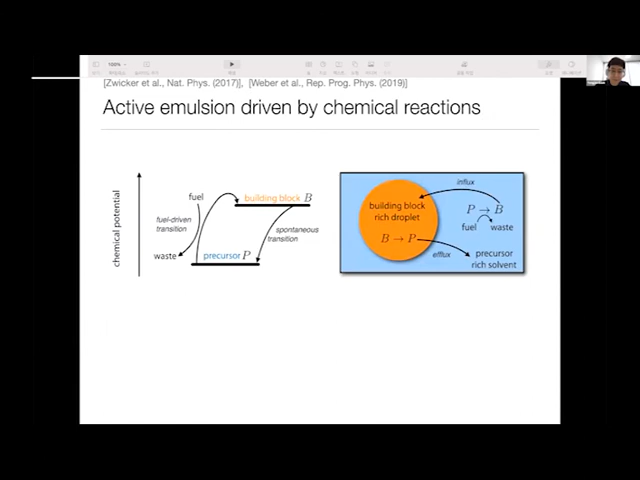 100%
[Zwicker et al., Nat. Phys. (2017)], [Weber et al., Rep. Prog. Phys. (2019)]
Active emulsion driven by chemical reactions
chemical potential
fuel
building block B
fuel-driven
transition
spontaneous
transition
waste
precursor P
influx
building block
rich droplet
P → B
fuel
waste
B → P
efflux
precursor
rich solvent